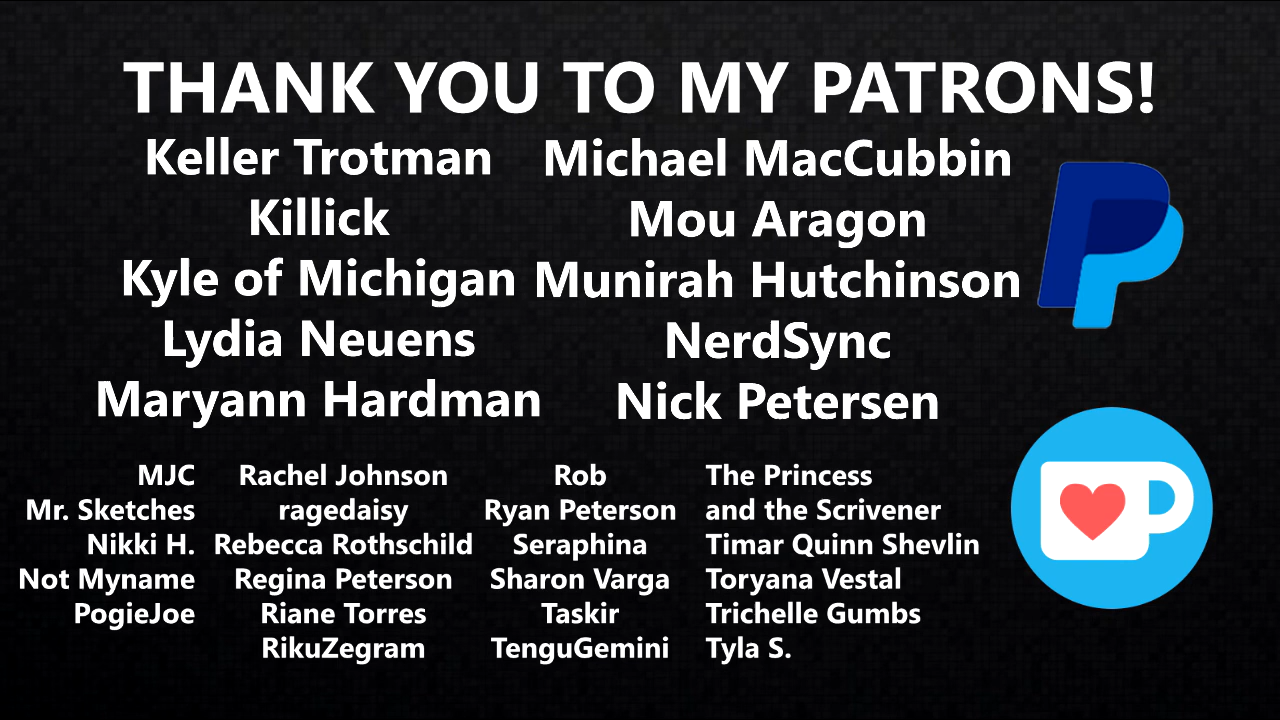 THANK YOU TO MY PATRONS!
Keller Trotman
Killick
Kyle of Michigan
Lydia Neuens
Maryann Hardman
Michael MacCubbin
Mou Aragon
Munirah Hutchinson
NerdSync
Nick Petersen
MJC
Mr. Sketches
Nikki H.
Not Myname
PogieJoe
Rachel Johnson
ragedaisy
Rebecca Rothschild
Regina Peterson
Riane Torres
RikuZegram
Rob
Ryan Peterson
Seraphina
Sharon Varga
Taskir
TenguGemini
The Princess
and the Scrivener
Timar Quinn Shevlin
Toryana Vestal
Trichelle Gumbs
Tyla S.